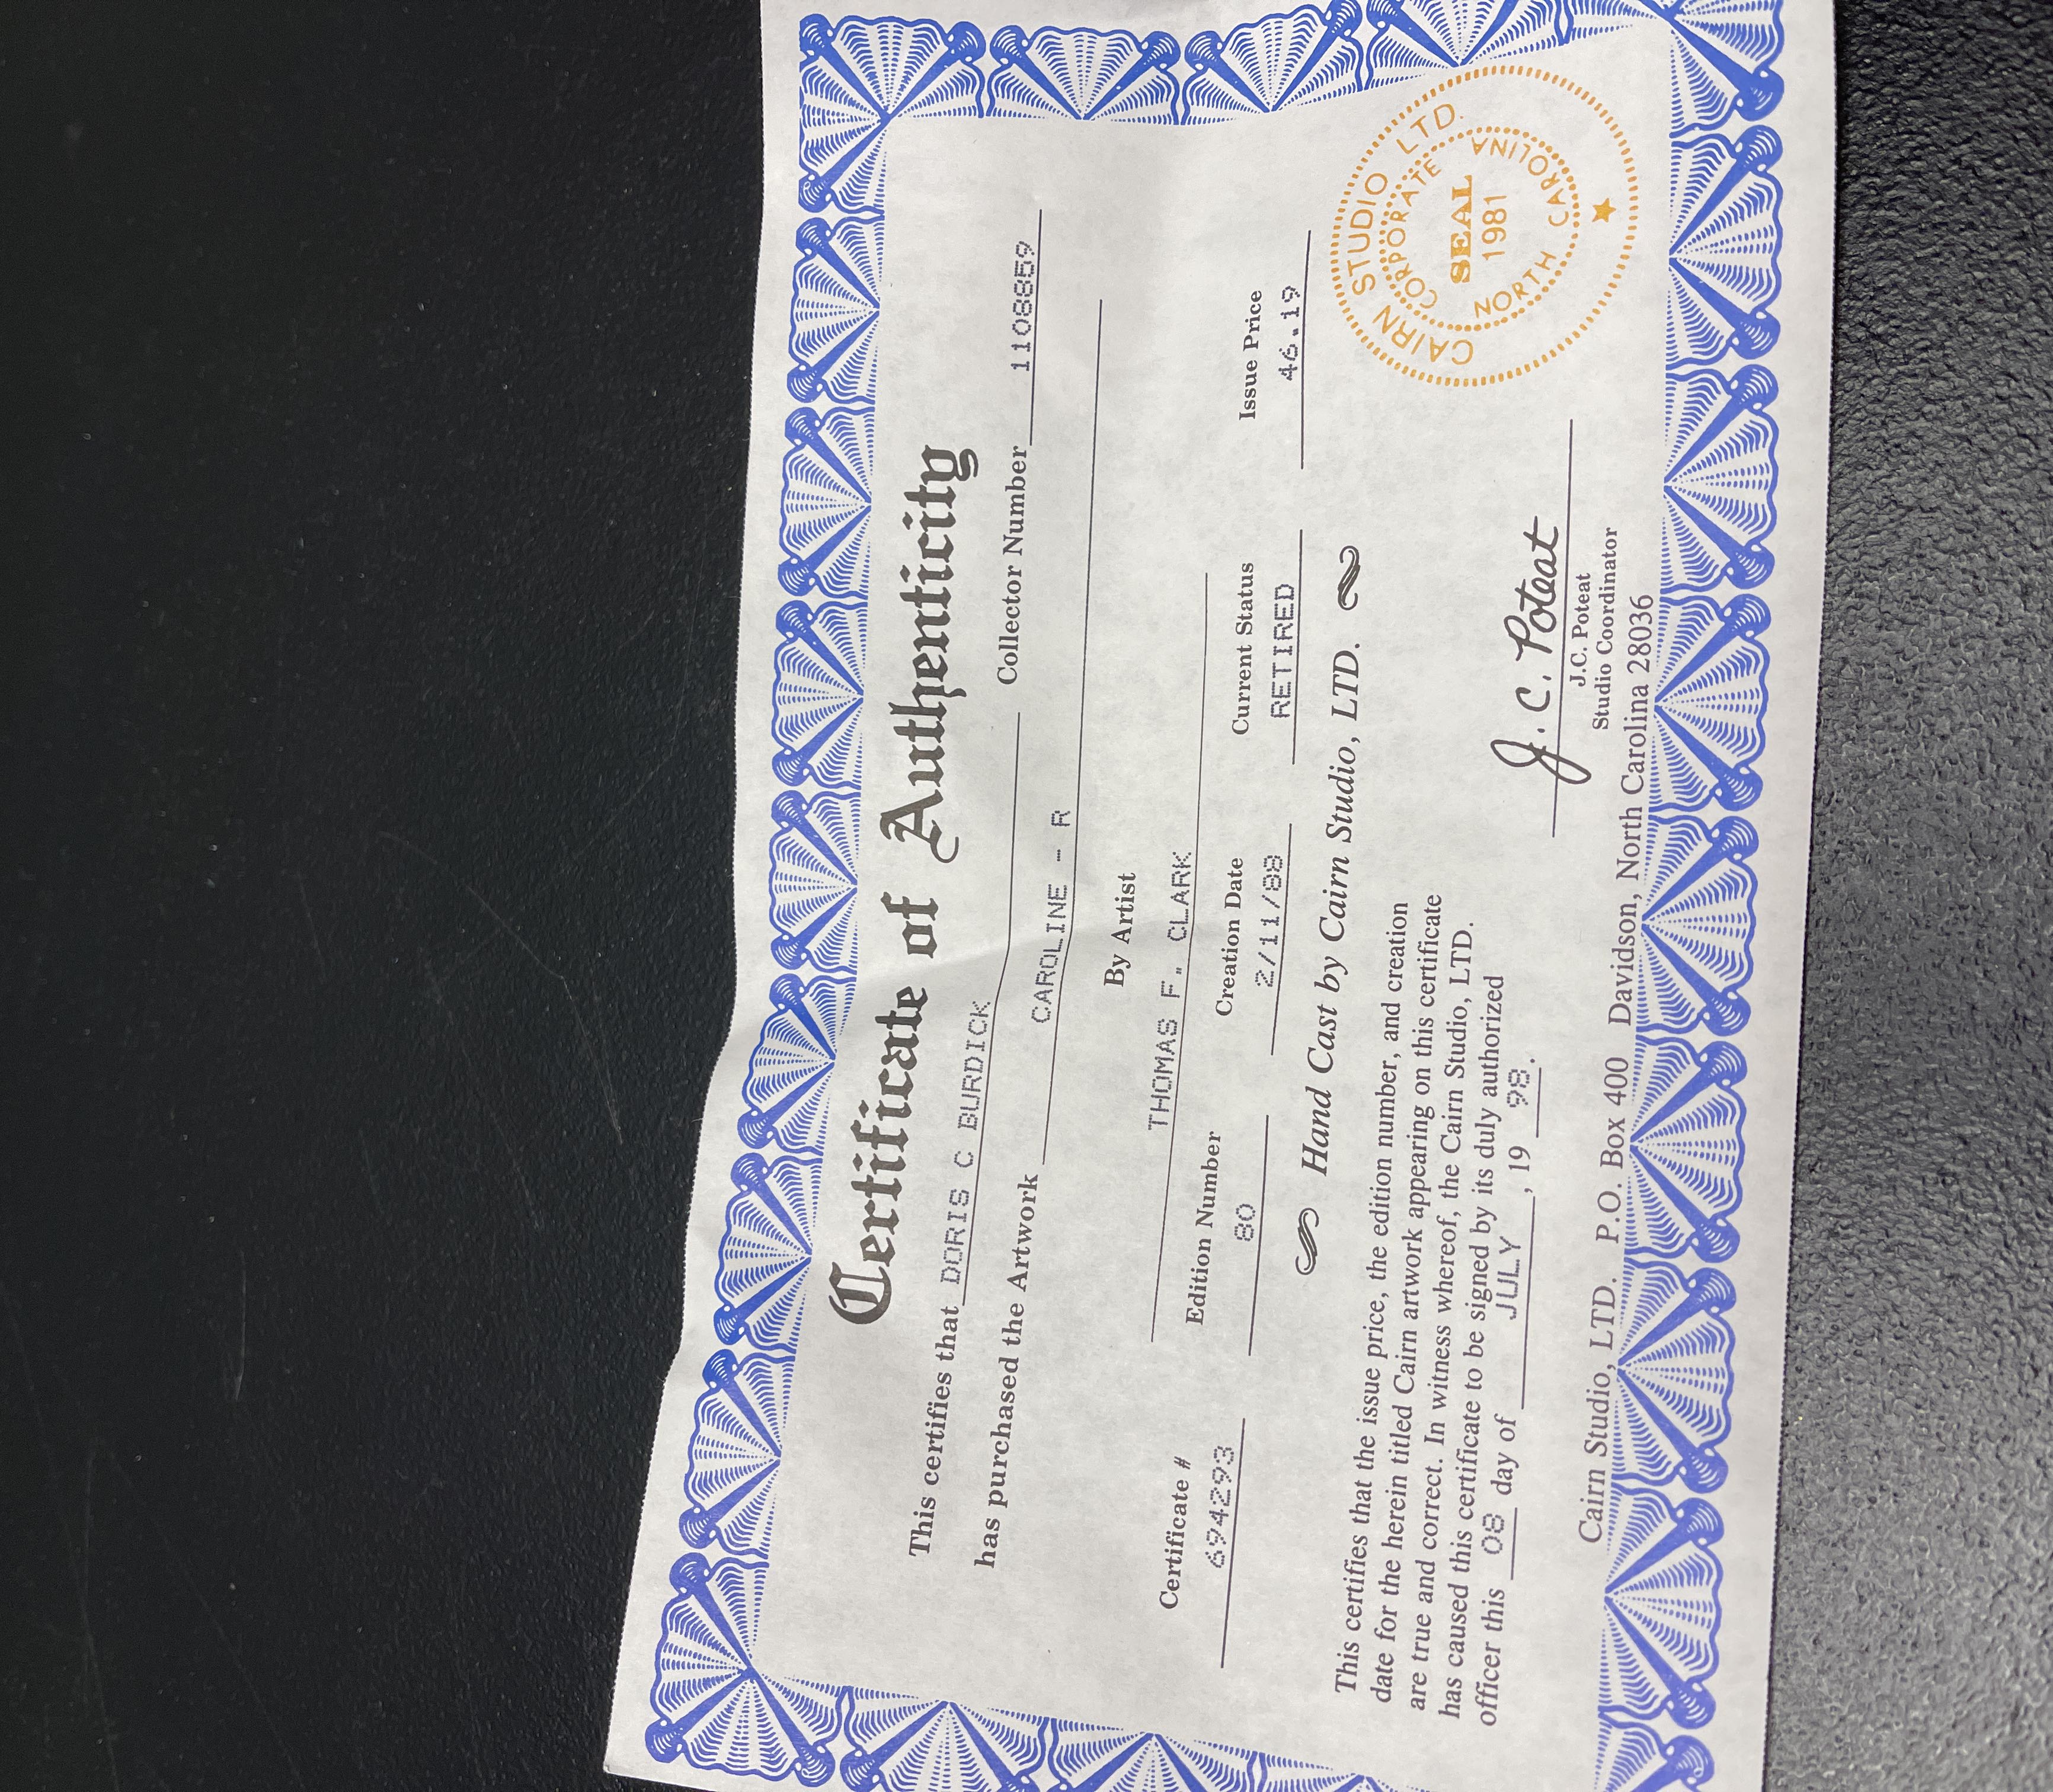 Certificate of Authenticity
This certifies that DORIS C BURDICK Collector Number 1108859
has purchased the Artwork CAROLINE - R
By Artist
THOMAS F. CLARK
Certificate # Edition Number Creation Date Current Status Issue Price
694293 80 2/11/88 RETIRED 46.19
Hand Cast by Cairn Studio, LTD.
This certifies that the issue price, the edition number, and creation
date for the herein titled Cairn artwork appearing on this certificate
are true and correct. In witness whereof, the Cairn Studio, LTD.
has caused this certificate to be signed by its duly authorized
officer this 08 day of JULY, 19 98.
J. C. Poteat
J.C. Poteat
Studio Coordinator
Cairn Studio, LTD. P.O. Box 400 Davidson, North Carolina 28036
CAIRN STUDIO LTD.
CORPORATE
SEAL
1981
NORTH CAROLINA